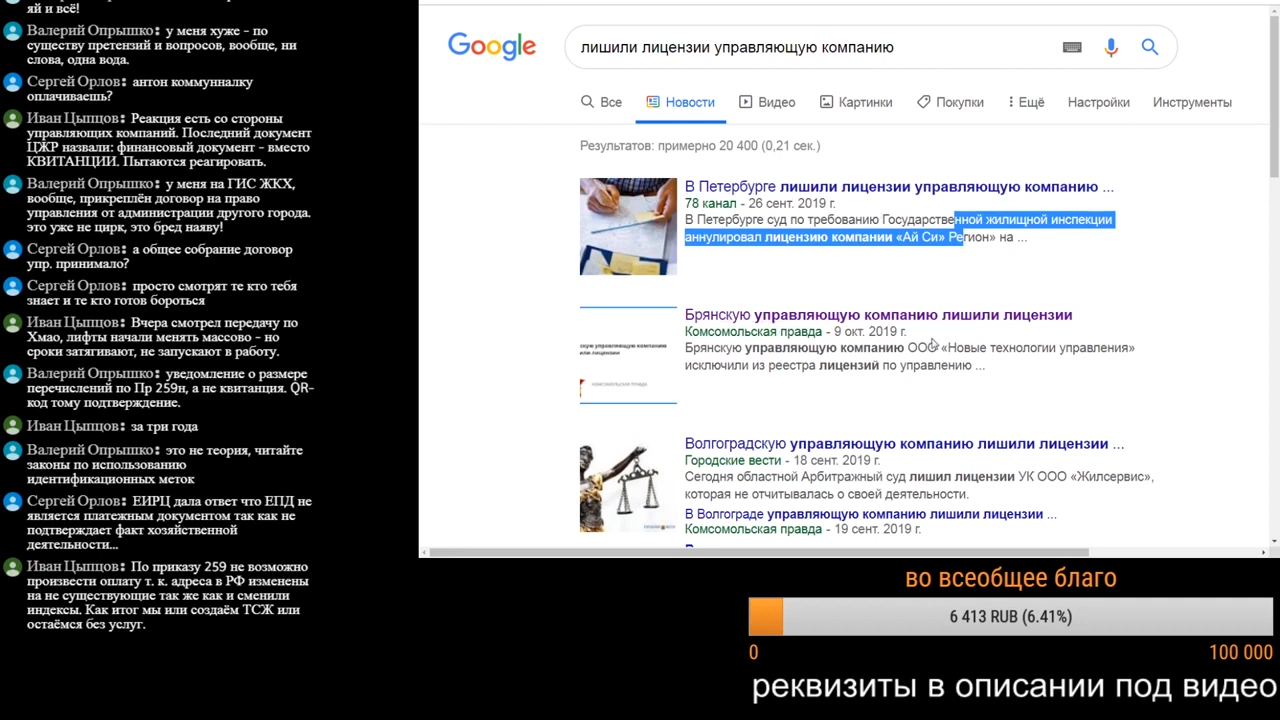 яй и всё!
Валерий Опрышко: у меня хуже - по
существу претензий и вопросов, вообще, ни
слова, одна вода.
Сергей Орлов: антон коммунналку
оплачиваешь?
Иван Цыпцов: Реакция есть со стороны
управляющих компаний. Последний документ
ЦЖР назвали: финансовый документ - вместо
КВИТАНЦИИ. Пытаются реагировать.
Валерий Опрышко: у меня на ГИС ЖКХ,
вообще, прикреплён договор на право
управления от администрации другого города.
это уже не цирк, это бред наяву!
Сергей Орлов: а общее собрание договор
упр. принимало?
Сергей Орлов: просто смотрят те кто тебя
знает и те кто готов бороться
Иван Цыпцов: Вчера смотрел передачу по
Хмао, лифты начали менять массово - но
сроки затягивают, не запускают в работу.
Валерий Опрышко: уведомление о размере
перечислений по Пр 259н, а не квитанция. QR-
код тому подтверждение.
Иван Цыпцов: за три года
Валерий Опрышко: это не теория, читайте
законы по использованию
идентификационных меток
Сергей Орлов: ЕИРЦ дала ответ что ЕПД не
является платежным документом так как не
подтверждает факт хозяйственной
деятельности...
Иван Цыпцов: По приказу 259 не возможно
произвести оплату т. к. адреса в РФ изменены
на не существующие так же как и сменили
индексы. Как итог мы или создаём ТСЖ или
остаёмся без услуг.
Google
лишили лицензии управляющую компанию
Все Новости Видео Картинки Покупки Ещё Настройки Инструменты
Результатов: примерно 20 400 (0,21 сек.)
В Петербурге лишили лицензии управляющую компанию ...
78 канал - 26 сент. 2019 г.
В Петербурге суд по требованию Государственной жилищной инспекции
аннулировал лицензию компании «Ай Си» Регион» на ...
Брянскую управляющую компанию лишили лицензии
Комсомольская правда - 9 окт. 2019 г.
Брянскую управляющую компанию ООО «Новые технологии управления»
исключили из реестра лицензий по управлению ...
скую управляющую компанию
или лицензии
КОМСОМОЛЬСКАЯ ПРАВДА
Волгоградскую управляющую компанию лишили лицензии ...
Городские вести - 18 сент. 2019 г.
Сегодня областной Арбитражный суд лишил лицензии УК ООО «Жилсервис»,
которая не отчитывалась о своей деятельности.
В Волгограде управляющую компанию лишили лицензии ...
Комсомольская правда - 19 сент. 2019 г.
во всеобщее благо
6 413 RUB (6.41%)
0 100 000
реквизиты в описании под видео